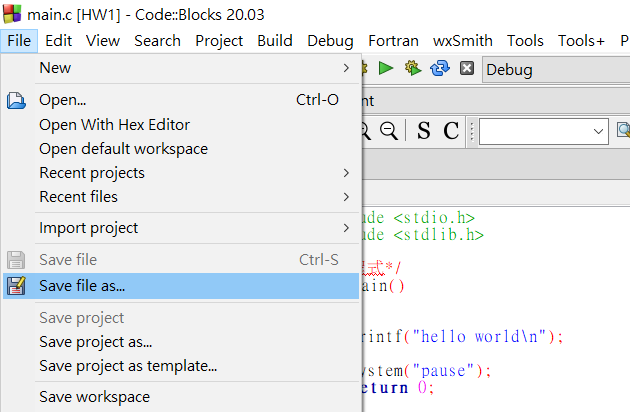 main.c [HW1] - Code::Blocks 20.03
File Edit View Search Project Build Debug Fortran wxSmith Tools Tools+ P
New
Debug
Open... Ctrl-O
nt
Open With Hex Editor
S C
Open default workspace
Recent projects
Recent files
Import project
ude <stdio.h>
ude <stdlib.h>
Save file Ctrl-S
式*/
Save file as...
ain()
Save project
rintf("hello world\n");
Save project as...
Save project as template...
ystem("pause");
eturn 0;
Save workspace